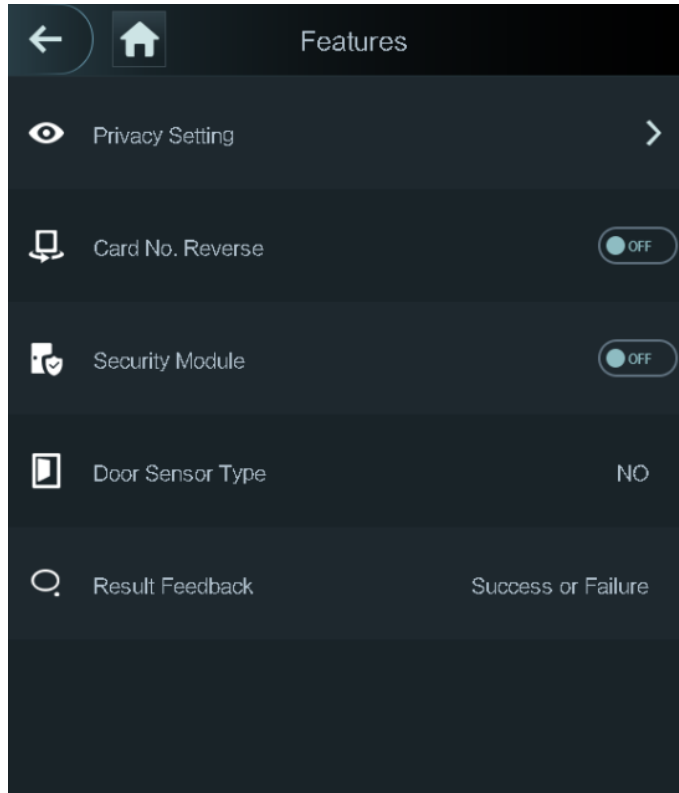 Features
Privacy Setting
Card No. Reverse OFF
Security Module OFF
Door Sensor Type NO
Result Feedback Success or Failure